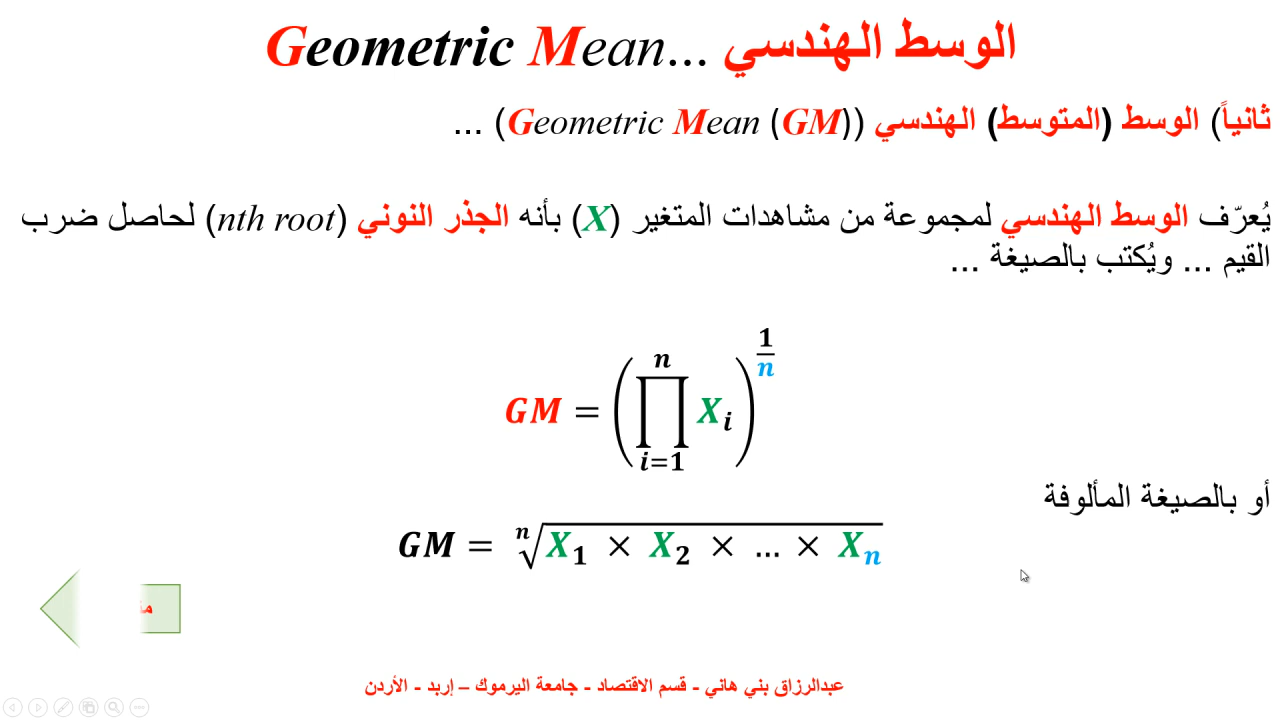 الوسط الهندسي ...Geometric Mean
ثانياً) الوسط (المتوسط) الهندسي (Geometric Mean (GM)) ...
يُعرّف الوسط الهندسي لمجموعة من مشاهدات المتغير (X) بأنه الجذر النوني (nth root) لحاصل ضرب
القيم ... ويُكتب بالصيغة ...
GM = (∏_{i=1}^{n} X_i)^{1/n}
أو بالصيغة المألوفة
GM = ⁿ√(X₁ × X₂ × ... × Xₙ)
عبدالرزاق بني هاني - قسم الاقتصاد - جامعة اليرموك – إربد - الأردن